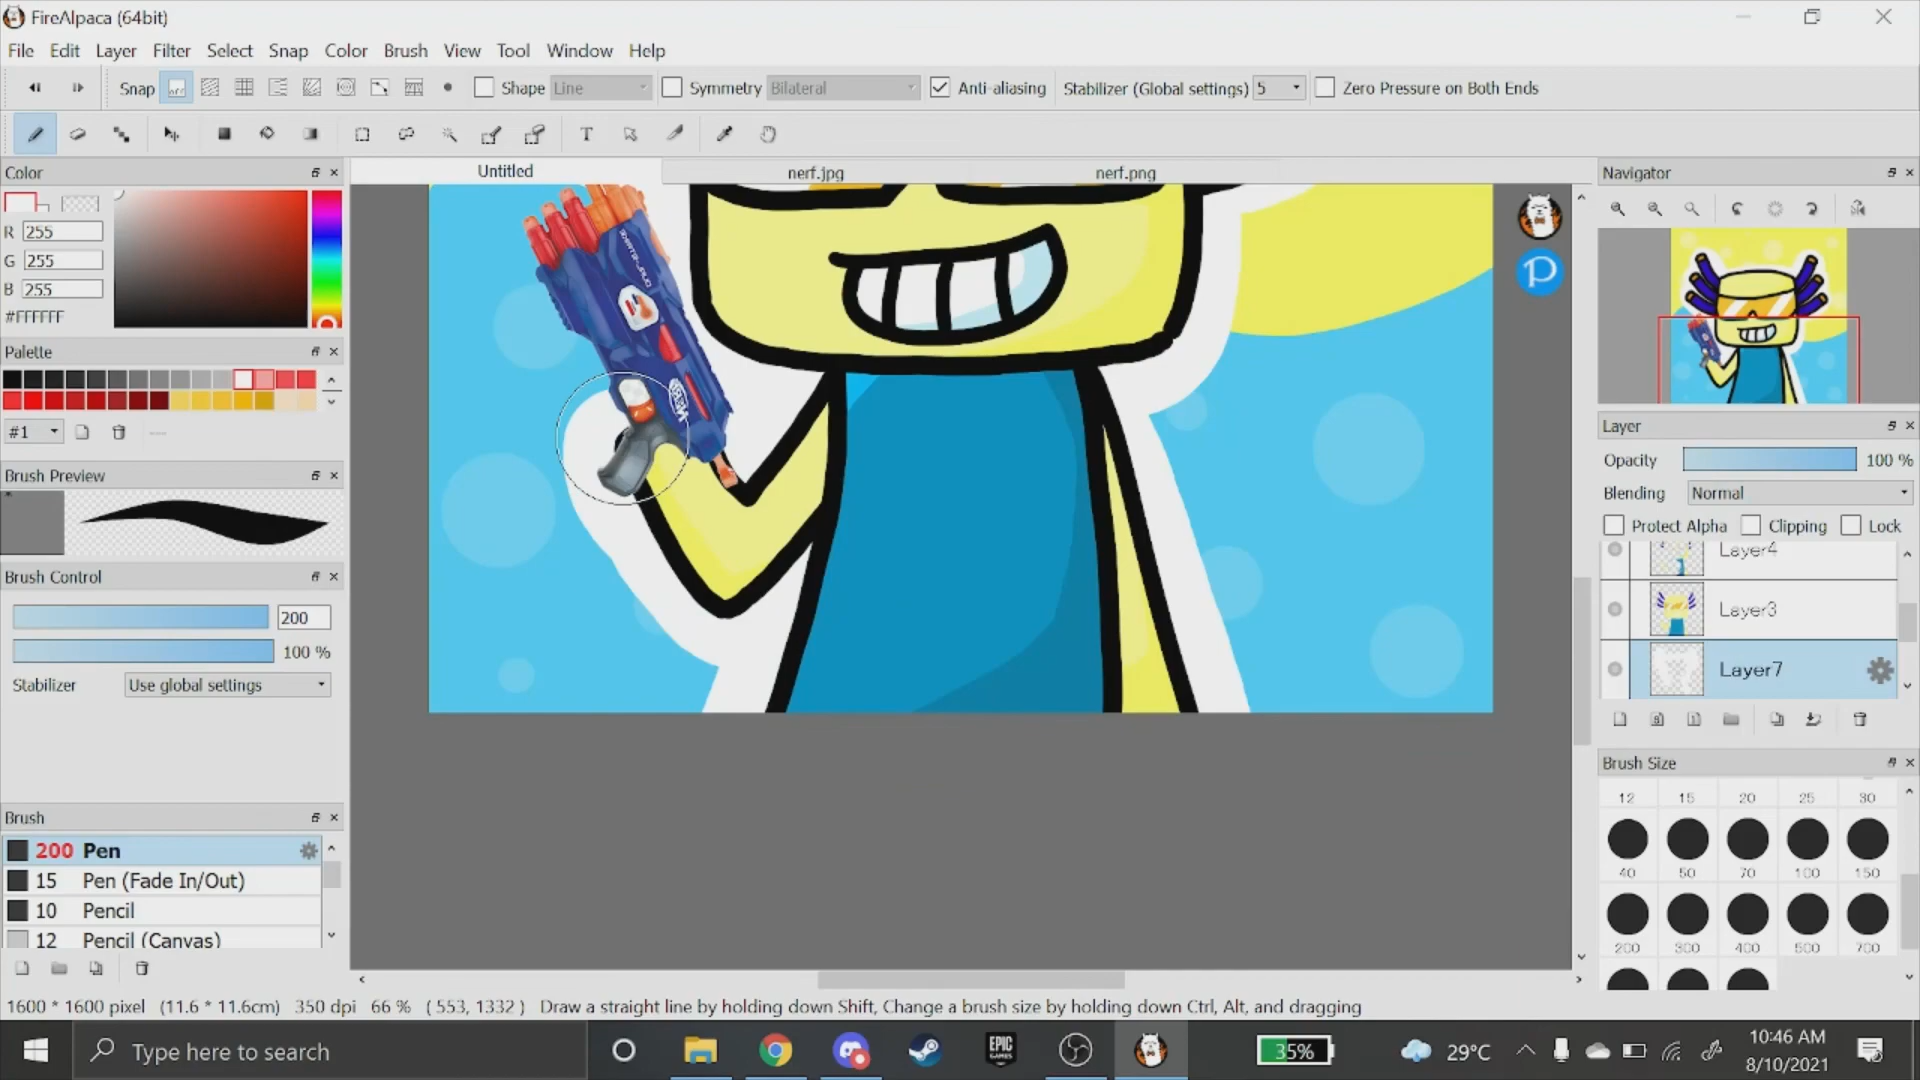 FireAlpaca (64bit)
File Edit Layer Filter Select Snap Color Brush View Tool Window Help
Snap Shape Line Symmetry Bilateral Anti-aliasing Stabilizer (Global settings) 5 Zero Pressure on Both Ends
T
Color Untitled nerf.jpg nerf.png Navigator
R 255
G 255
B 255
#FFFFFF
Palette
#1
Brush Preview
Brush Control
200
100 %
Stabilizer Use global settings
Brush
200 Pen
15 Pen (Fade In/Out)
10 Pencil
12 Pencil (Canvas)
NERF
P
Layer
Opacity 100 %
Blending Normal
Protect Alpha Clipping Lock
Layer4
Layer3
Layer7
Brush Size
12 15 20 25 30
40 50 70 100 150
200 300 400 500 700
1600 * 1600 pixel (11.6 * 11.6cm) 350 dpi 66 % ( 553, 1332 ) Draw a straight line by holding down Shift, Change a brush size by holding down Ctrl, Alt, and dragging
Type here to search
EPIC GAMES
35%
29°C
10:46 AM
8/10/2021